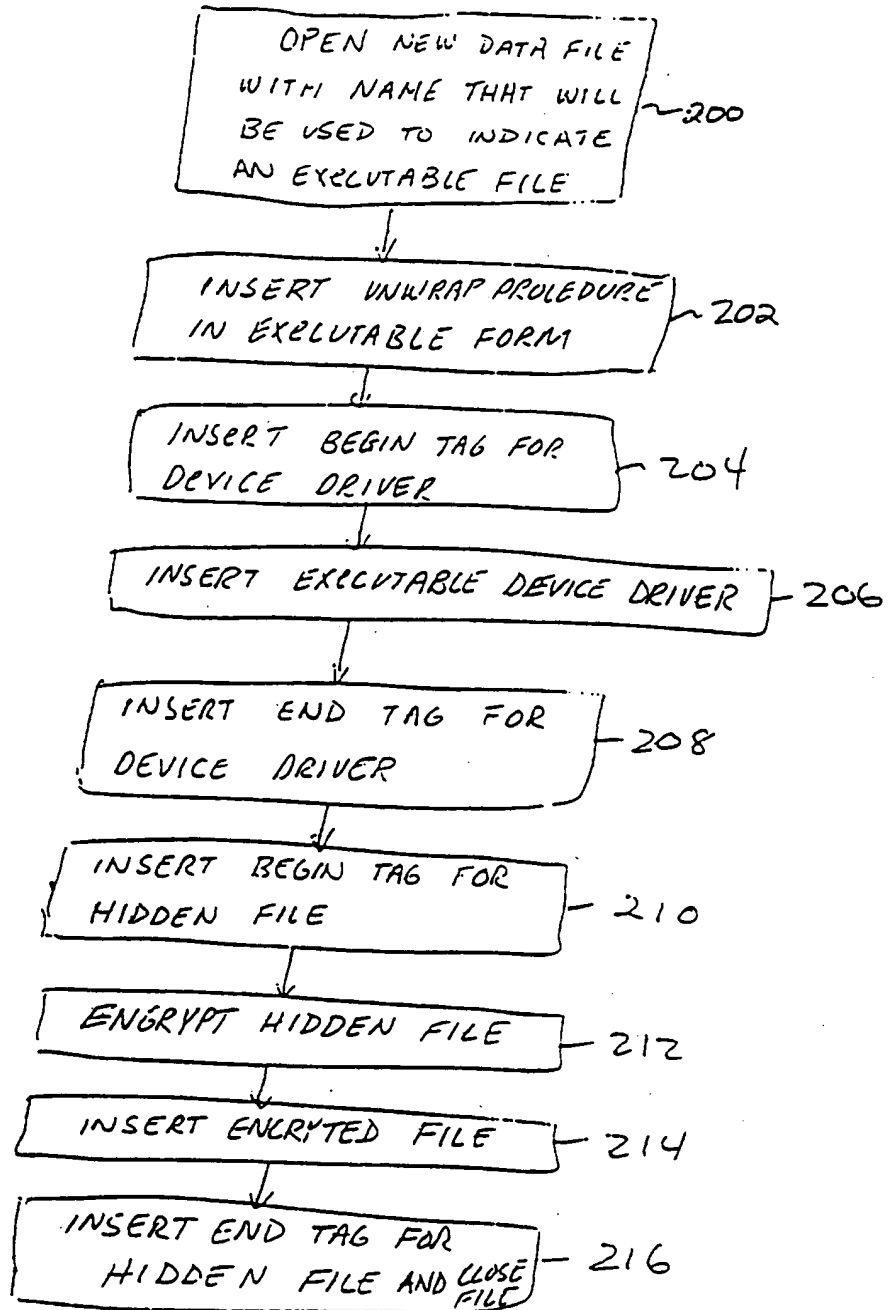 OPEN NEW DATA FILE
WITH NAME THAT WILL
BE USED TO INDICATE
AN EXECUTABLE FILE
200
INSERT UNWRAP PROCEDURE
IN EXECUTABLE FORM
202
INSERT BEGIN TAG FOR
DEVICE DRIVER
204
INSERT EXECUTABLE DEVICE DRIVER
206
INSERT END TAG FOR
DEVICE DRIVER
208
INSERT BEGIN TAG FOR
HIDDEN FILE
210
ENGRYPT HIDDEN FILE
212
INSERT ENCRYTED FILE
214
INSERT END TAG FOR
HIDDEN FILE AND CLOSE
FILE
216